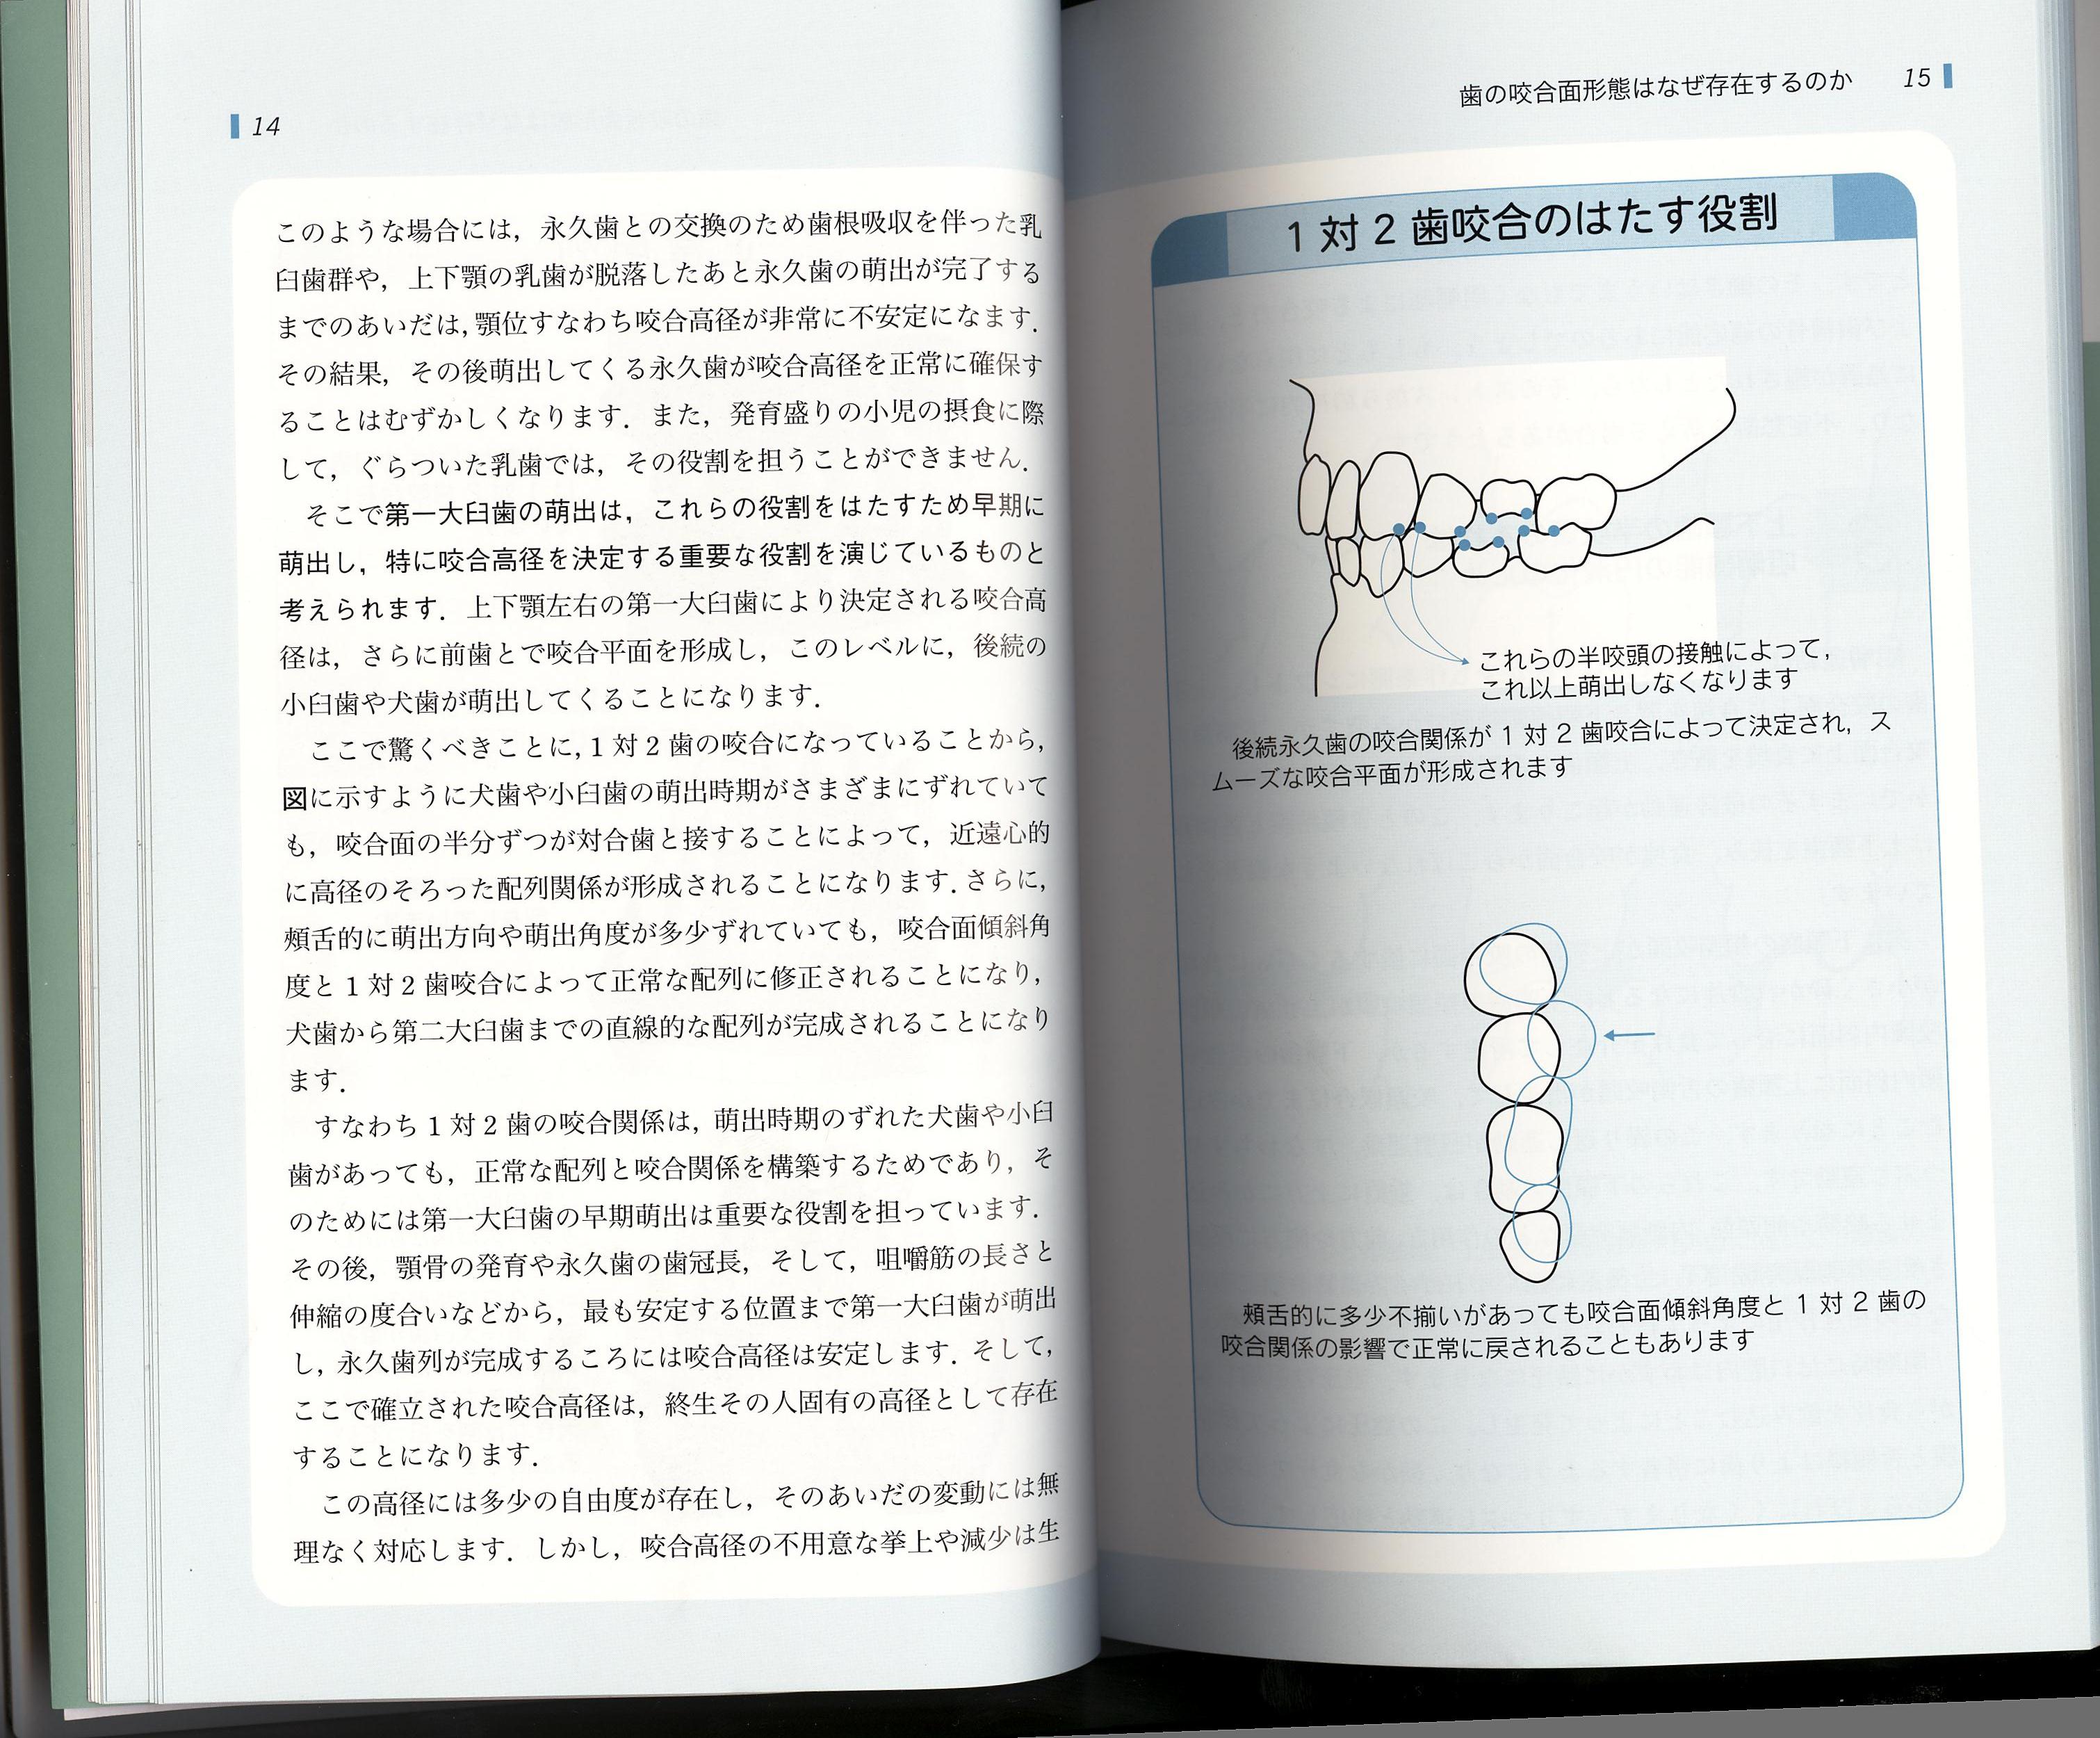 14
このような場合には，永久歯との交換のため歯根吸収を伴った乳
臼歯群や，上下顎の乳歯が脱落したあと永久歯の萌出が完了する
までのあいだは，顎位すなわち咬合高径が非常に不安定になます．
その結果，その後萌出してくる永久歯が咬合高径を正常に確保す
ることはむずかしくなります．また，発育盛りの小児の摂食に際
して，ぐらついた乳歯では，その役割を担うことができません．
そこで第一大臼歯の萌出は，これらの役割をはたすため早期に
萌出し，特に咬合高径を決定する重要な役割を演じているものと
考えられます．上下顎左右の第一大臼歯により決定される咬合高
径は，さらに前歯とで咬合平面を形成し，このレベルに，後続の
小臼歯や犬歯が萌出してくることになります．
ここで驚くべきことに，1 対 2 歯の咬合になっていることから，
図に示すように犬歯や小臼歯の萌出時期がさまざまにずれていて
も，咬合面の半分ずつが対合歯と接することによって，近遠心的
に高径のそろった配列関係が形成されることになります．さらに，
頰舌的に萌出方向や萌出角度が多少ずれていても，咬合面傾斜角
度と 1 対 2 歯咬合によって正常な配列に修正されることになり，
犬歯から第二大臼歯までの直線的な配列が完成されることになり
ます．
すなわち 1 対 2 歯の咬合関係は，萌出時期のずれた犬歯や小臼
歯があっても，正常な配列と咬合関係を構築するためであり，そ
のためには第一大臼歯の早期萌出は重要な役割を担っています．
その後，顎骨の発育や永久歯の歯冠長，そして，咀嚼筋の長さと
伸縮の度合いなどから，最も安定する位置まで第一大臼歯が萌出
し，永久歯列が完成するころには咬合高径は安定します．そして，
ここで確立された咬合高径は，終生その人固有の高径として存在
することになります．
この高径には多少の自由度が存在し，そのあいだの変動には無
理なく対応します．しかし，咬合高径の不用意な挙上や減少は生
歯の咬合面形態はなぜ存在するのか 15
1 対 2 歯咬合のはたす役割
これらの半咬頭の接触によって，
これ以上萌出しなくなります
後続永久歯の咬合関係が 1 対 2 歯咬合によって決定され，ス
ムーズな咬合平面が形成されます
頰舌的に多少不揃いがあっても咬合面傾斜角度と 1 対 2 歯の
咬合関係の影響で正常に戻されることもあります